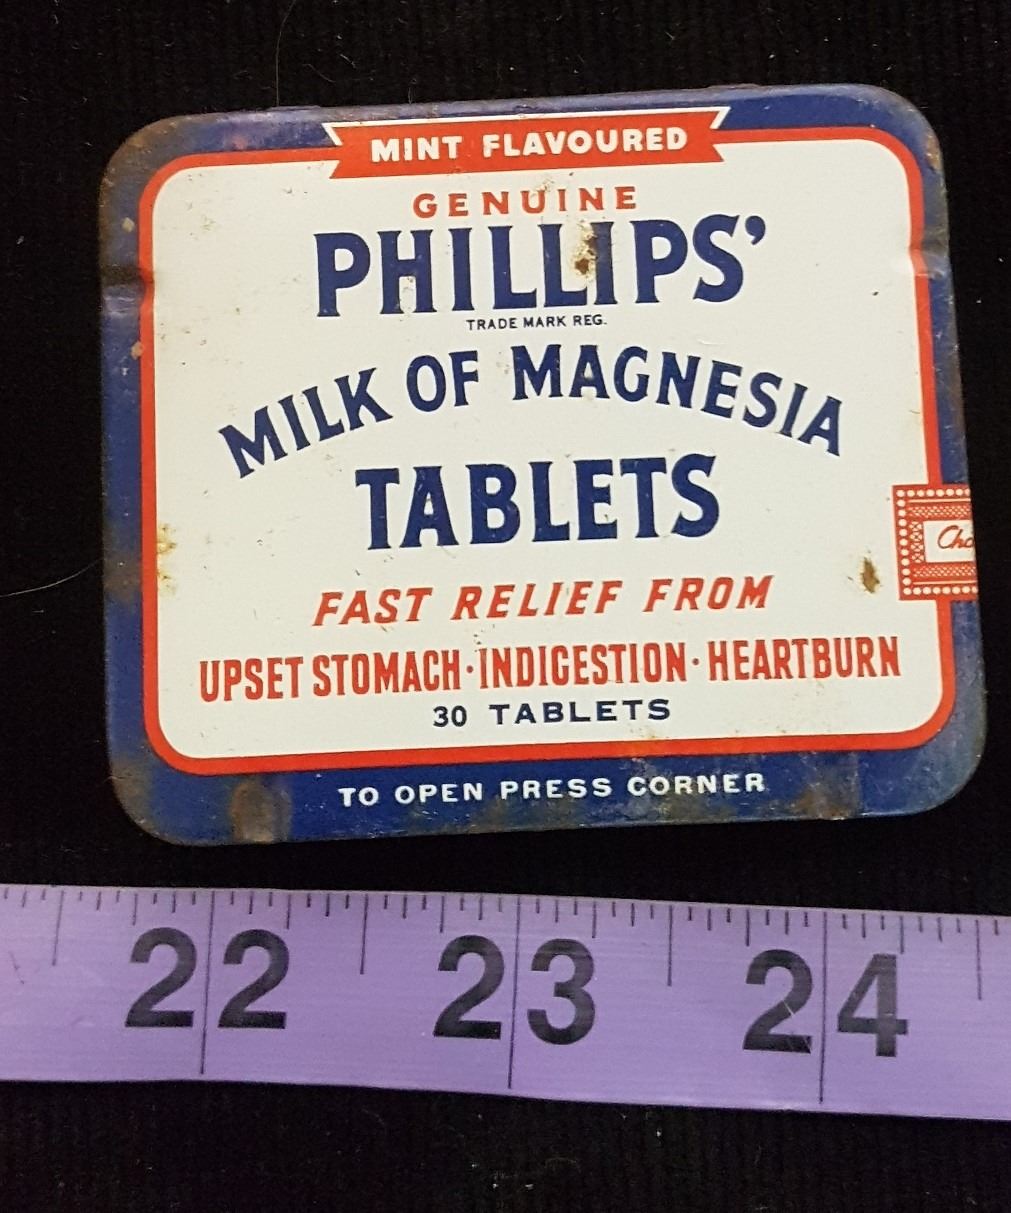 MINT FLAVOURED
GENUINE
PHILLIPS'
TRADE MARK REG.
MILK OF MAGNESIA
TABLETS
Cha
FAST RELIEF FROM
UPSET STOMACH·INDIGESTION·HEARTBURN
30 TABLETS
TO OPEN PRESS CORNER
22 23 24